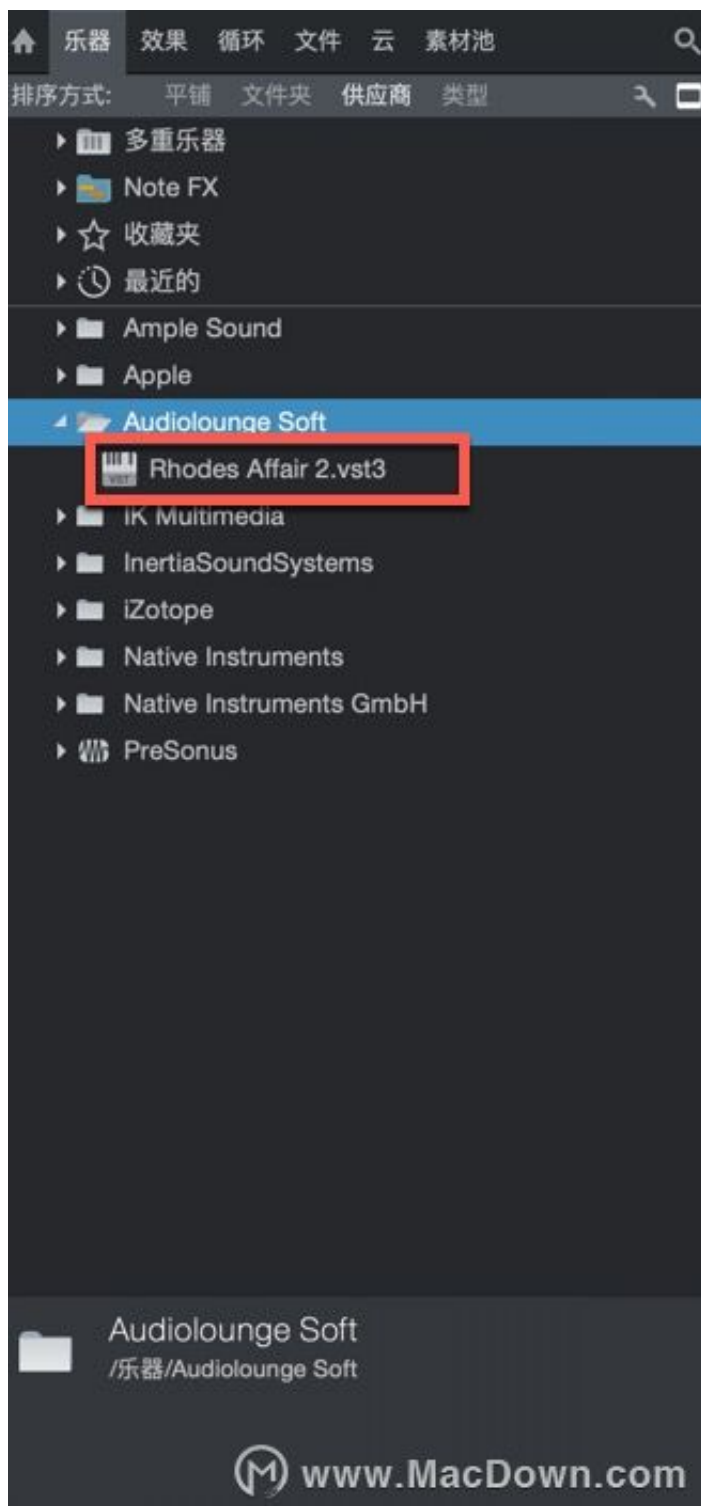 乐器 效果 循环 文件 云 素材池
排序方式: 平铺 文件夹 供应商 类型
多重乐器
Note FX
收藏夹
最近的
Ample Sound
Apple
Audiolounge Soft
VST Rhodes Affair 2.vst3
IK Multimedia
InertiaSoundSystems
iZotope
Native Instruments
Native Instruments GmbH
PreSonus
Audiolounge Soft
/乐器/Audiolounge Soft
www.MacDown.com